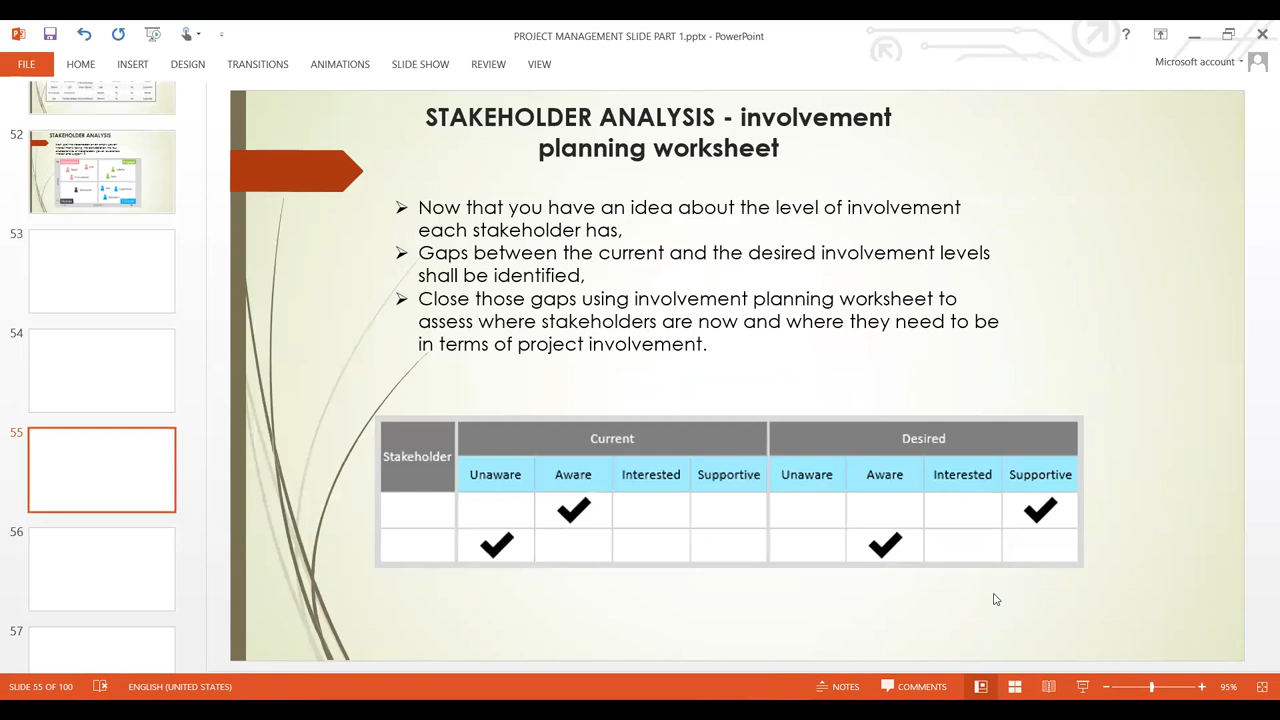 PROJECT MANAGEMENT SLIDE PART 1.pptx - PowerPoint
?
FILE HOME INSERT DESIGN TRANSITIONS ANIMATIONS SLIDE SHOW REVIEW VIEW
Microsoft account
52
STAKEHOLDER ANALYSIS
53
54
55
56
57
STAKEHOLDER ANALYSIS - involvement
planning worksheet
Now that you have an idea about the level of involvement
each stakeholder has,
Gaps between the current and the desired involvement levels
shall be identified,
Close those gaps using involvement planning worksheet to
assess where stakeholders are now and where they need to be
in terms of project involvement.
Stakeholder Current Desired
Unaware Aware Interested Supportive Unaware Aware Interested Supportive
SLIDE 55 OF 100 ENGLISH (UNITED STATES) NOTES COMMENTS 95%